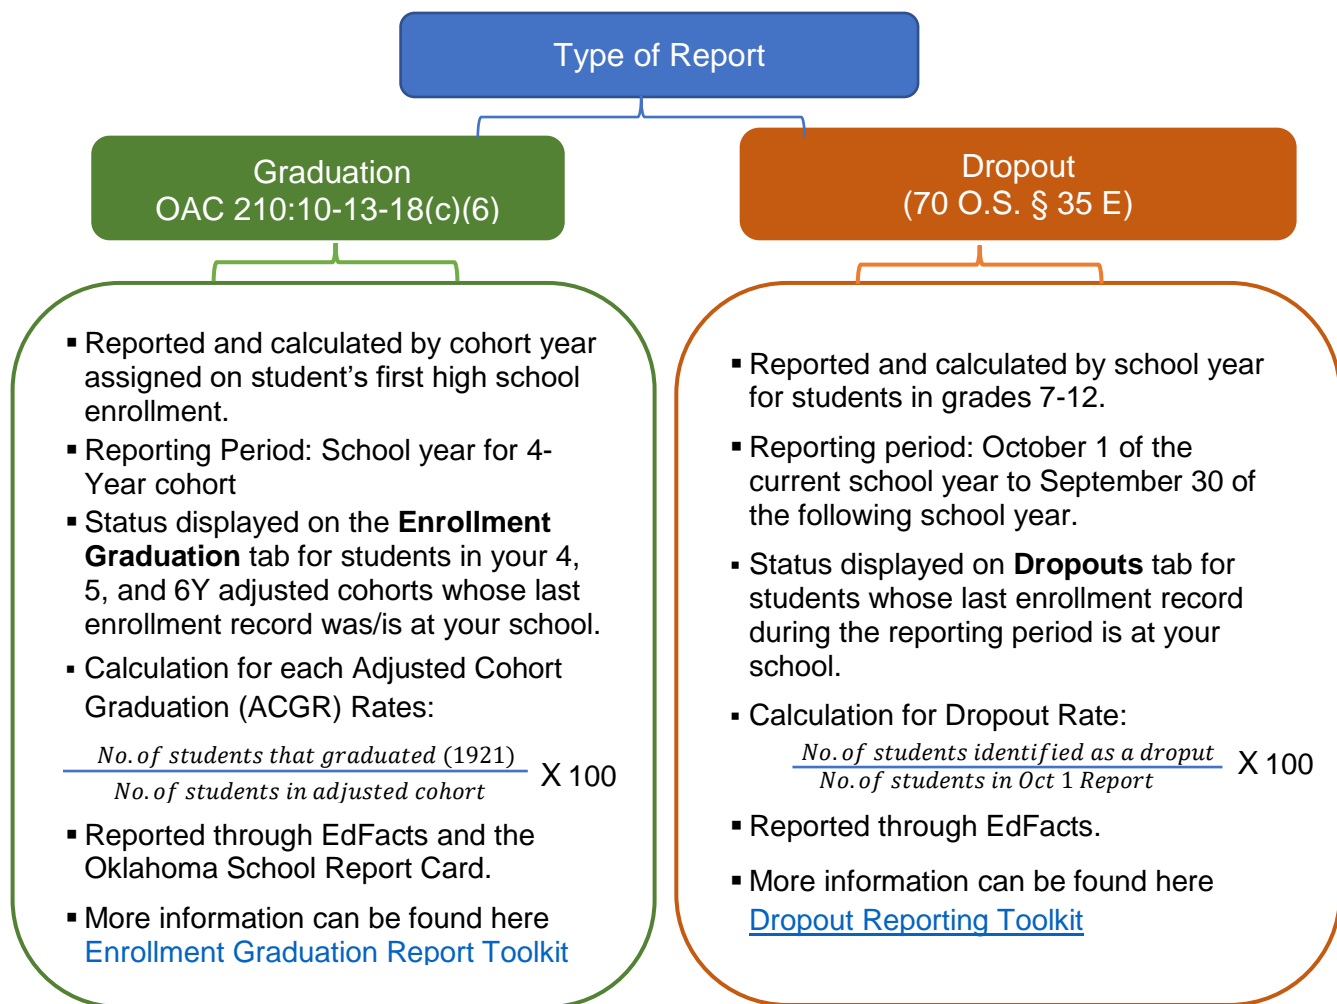 Type of Report
Graduation
OAC 210:10-13-18(c)(6)
▪ Reported and calculated by cohort year
assigned on student’s first high school
enrollment.
▪ Reporting Period: School year for 4-
Year cohort
▪ Status displayed on the Enrollment
Graduation tab for students in your 4,
5, and 6Y adjusted cohorts whose last
enrollment record was/is at your school.
▪ Calculation for each Adjusted Cohort
Graduation (ACGR) Rates:
No. of students that graduated (1921)
No. of students in adjusted cohort
X 100
▪ Reported through EdFacts and the
Oklahoma School Report Card.
▪ More information can be found here
Enrollment Graduation Report Toolkit
Dropout
(70 O.S. § 35 E)
▪ Reported and calculated by school year
for students in grades 7-12.
▪ Reporting period: October 1 of the
current school year to September 30 of
the following school year.
▪ Status displayed on Dropouts tab for
students whose last enrollment record
during the reporting period is at your
school.
▪ Calculation for Dropout Rate:
No. of students identified as a droput
No. of students in Oct 1 Report
X 100
▪ Reported through EdFacts.
▪ More information can be found here
Dropout Reporting Toolkit